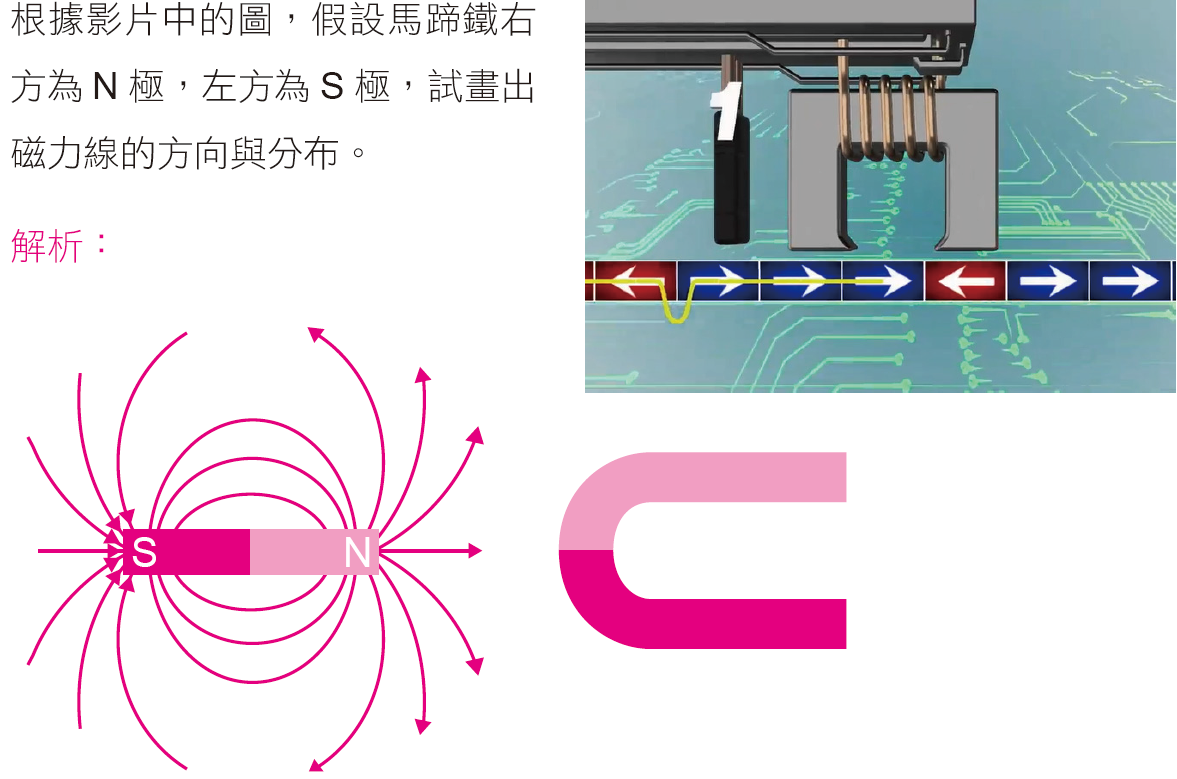 根據影片中的圖，假設馬蹄鐵右
方為 N 極，左方為 S 極，試畫出
磁力線的方向與分布。
解析：
S
N